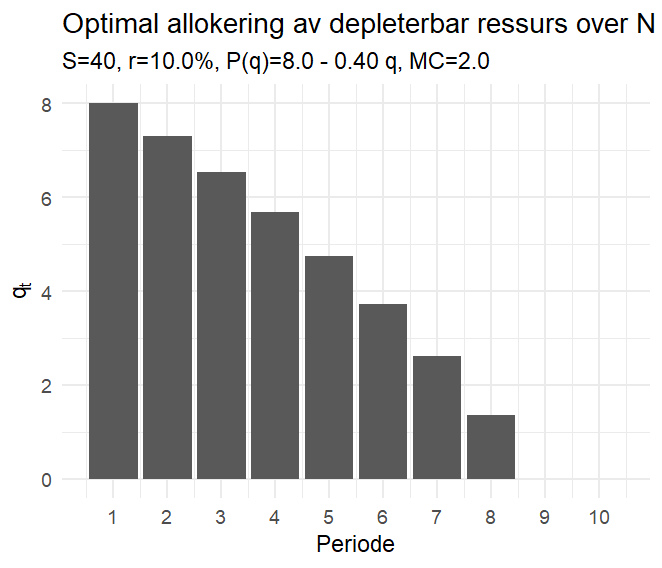 Optimal allokering av depleterbar ressurs over N
S=40, r=10.0%, P(q)=8.0 - 0.40 q, MC=2.0
8
6
4
2
0
qt
1 2 3 4 5 6 7 8 9 10
Periode